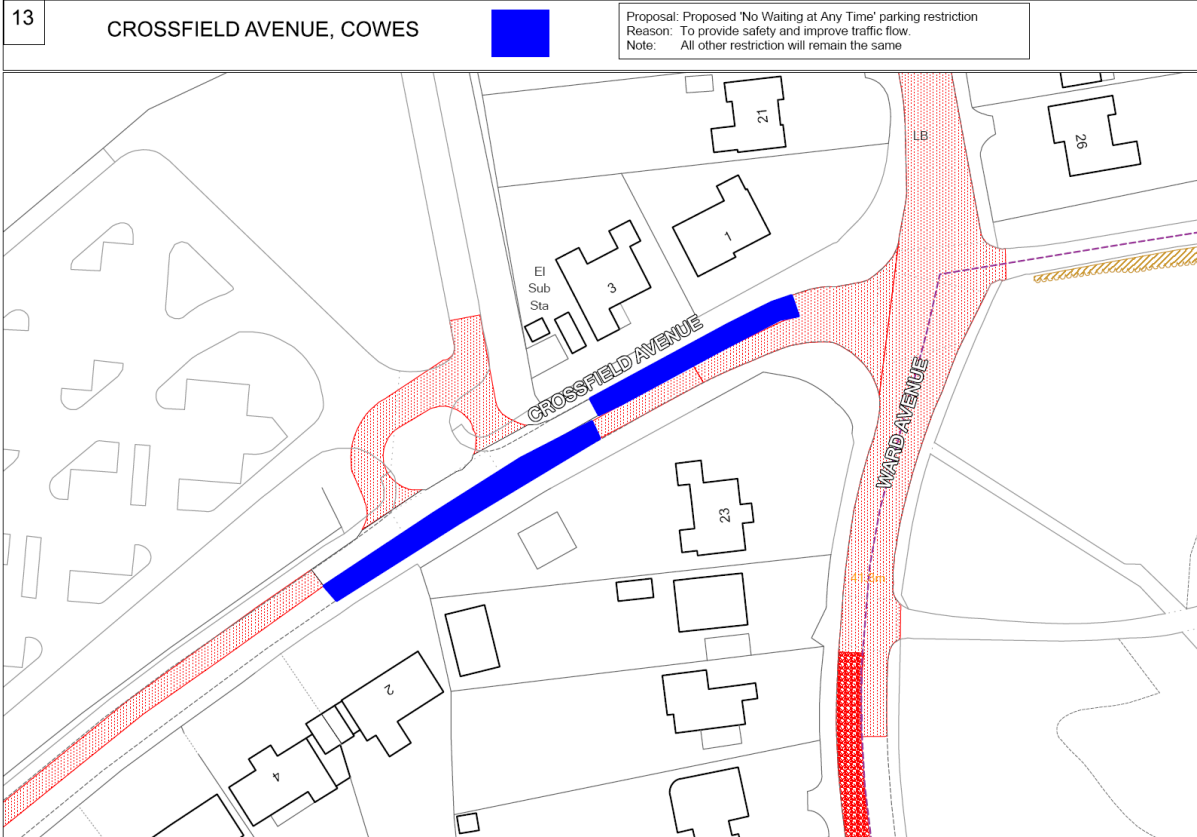 13
CROSSFIELD AVENUE, COWES
Proposal: Proposed 'No Waiting at Any Time' parking restriction
Reason: To provide safety and improve traffic flow.
Note: All other restriction will remain the same
21
LB
26
1
El
Sub
Sta
3
CROSSFIELD AVENUE
WARD AVENUE
23
2
4